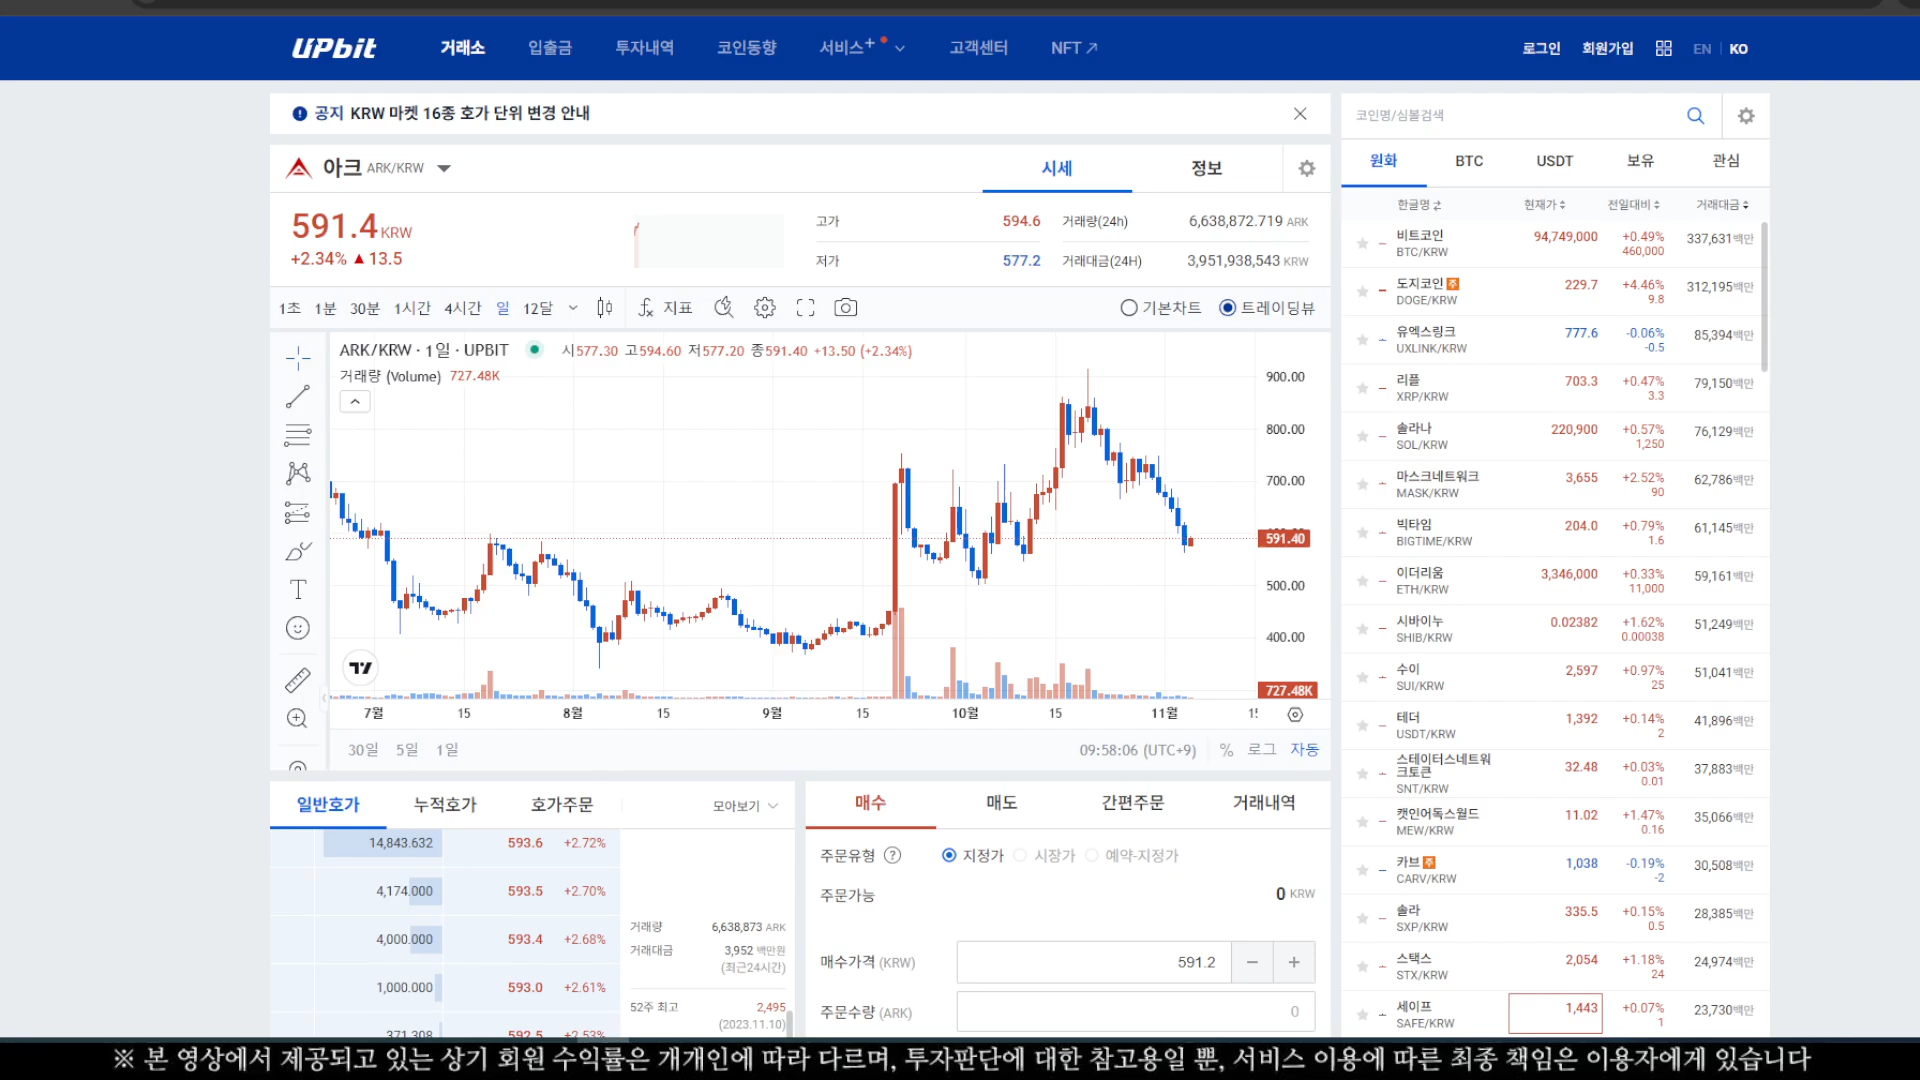 UPbit 거래소 입출금 투자내역 코인동향 서비스+ 고객센터 NFT 로그인 회원가입 EN KO
공지 KRW 마켓 16종 호가 단위 변경 안내
아크 ARK/KRW 시세 정보
591.4 KRW
+2.34% ▲ 13.5
고가 594.6 거래량(24h) 6,638,872.719 ARK
저가 577.2 거래대금(24H) 3,951,938,543 KRW
1초 1분 30분 1시간 4시간 일 12달 지표 기본차트 트레이딩뷰
ARK/KRW · 1일 · UPBIT 시577.30 고594.60 저577.20 종591.40 +13.50 (+2.34%)
거래량 (Volume) 727.48K
900.00
800.00
700.00
591.40
500.00
400.00
727.48K
7월 15 8월 15 9월 15 10월 15 11월
30일 5일 1일 09:58:06 (UTC+9) % 로그 자동
일반호가 누적호가 호가주문 모아보기
14,843.632 593.6 +2.72%
4,174.000 593.5 +2.70%
4,000.000 593.4 +2.68%
1,000.000 593.0 +2.61%
371.308 592.5 +2.53%
거래량 6,638,873 ARK
거래대금 3,952 백만원
(최근24시간)
52주 최고 2,495
(2023.11.10)
매수 매도 간편주문 거래내역
주문유형 ? 지정가 시장가 예약-지정가
주문가능 0 KRW
매수가격 (KRW) 591.2 − +
주문수량 (ARK) 0
코인명/심볼검색
원화 BTC USDT 보유 관심
한글명 현재가 전일대비 거래대금
비트코인 94,749,000 +0.49% 337,631백만
BTC/KRW 460,000
도지코인 주 229.7 +4.46% 312,195백만
DOGE/KRW 9.8
유엑스링크 777.6 -0.06% 85,394백만
UXLINK/KRW -0.5
리플 703.3 +0.47% 79,150백만
XRP/KRW 3.3
솔라나 220,900 +0.57% 76,129백만
SOL/KRW 1,250
마스크네트워크 3,655 +2.52% 62,786백만
MASK/KRW 90
빅타임 204.0 +0.79% 61,145백만
BIGTIME/KRW 1.6
이더리움 3,346,000 +0.33% 59,161백만
ETH/KRW 11,000
시바이누 0.02382 +1.62% 51,249백만
SHIB/KRW 0.00038
수이 2,597 +0.97% 51,041백만
SUI/KRW 25
테더 1,392 +0.14% 41,896백만
USDT/KRW 2
스테이터스네트워
크토큰 32.48 +0.03% 37,883백만
SNT/KRW 0.01
캣인어독스월드 11.02 +1.47% 35,066백만
MEW/KRW 0.16
카브 주 1,038 -0.19% 30,508백만
CARV/KRW -2
솔라 335.5 +0.15% 28,385백만
SXP/KRW 0.5
스택스 2,054 +1.18% 24,974백만
STX/KRW 24
세이프 1,443 +0.07% 23,730백만
SAFE/KRW 1
※ 본 영상에서 제공되고 있는 상기 회원 수익률은 개개인에 따라 다르며, 투자판단에 대한 참고용일 뿐, 서비스 이용에 따른 최종 책임은 이용자에게 있습니다